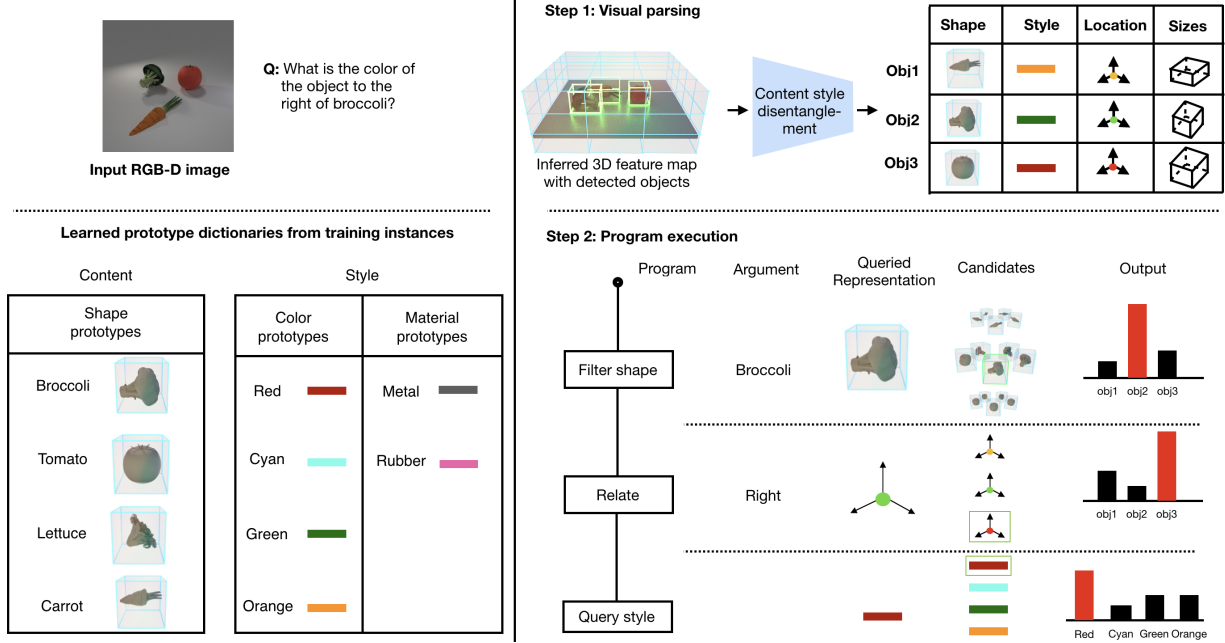 Q: What is the color of
the object to the
right of broccoli?
Input RGB-D image
Learned prototype dictionaries from training instances
Content
Style
Shape
prototypes
Color
prototypes
Material
prototypes
Broccoli
Tomato
Lettuce
Carrot
Red
Cyan
Green
Orange
Metal
Rubber
Step 1: Visual parsing
Inferred 3D feature map
with detected objects
Content style
disentangle-
ment
Shape
Style
Location
Sizes
Obj1
Obj2
Obj3
Step 2: Program execution
Program
Argument
Queried
Representation
Candidates
Output
Filter shape
Broccoli
obj1 obj2 obj3
Relate
Right
obj1 obj2 obj3
Query style
Red Cyan Green Orange